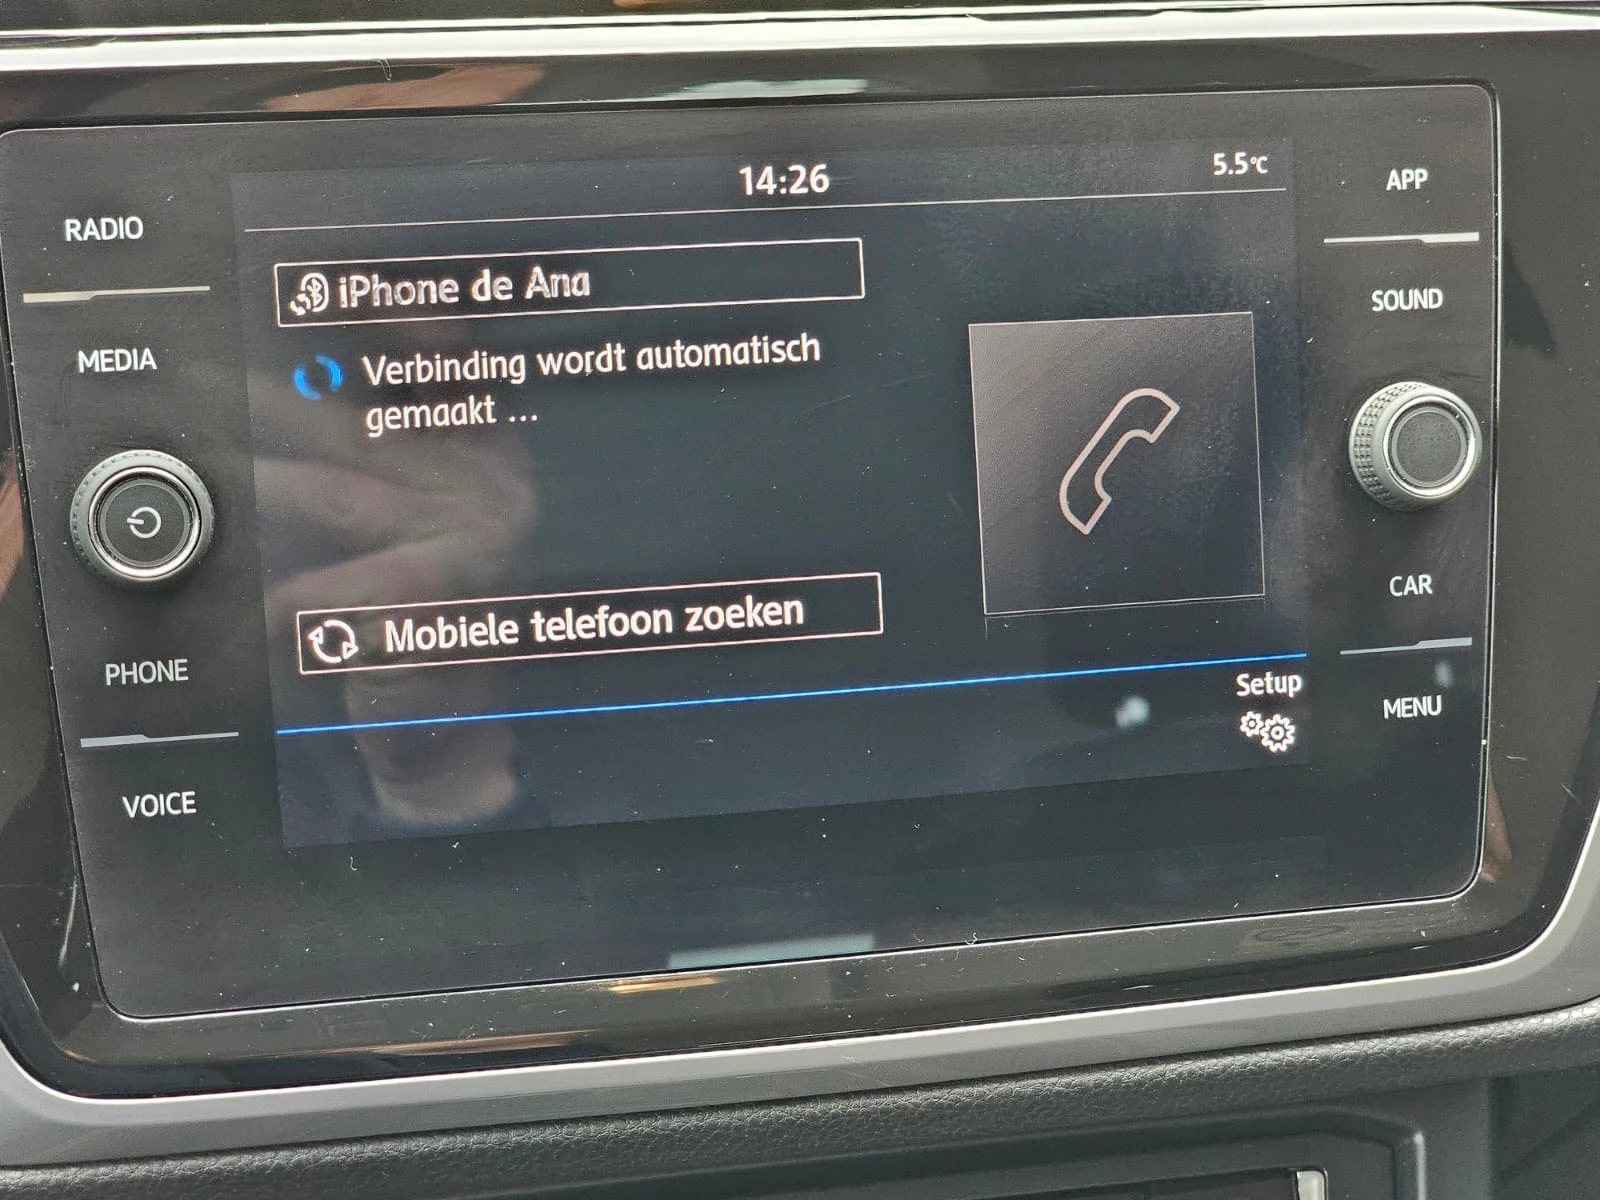 14:26
5.5°C
RADIO
MEDIA
PHONE
VOICE
iPhone de Ana
Verbinding wordt automatisch
gemaakt ...
Mobiele telefoon zoeken
Setup
APP
SOUND
CAR
MENU